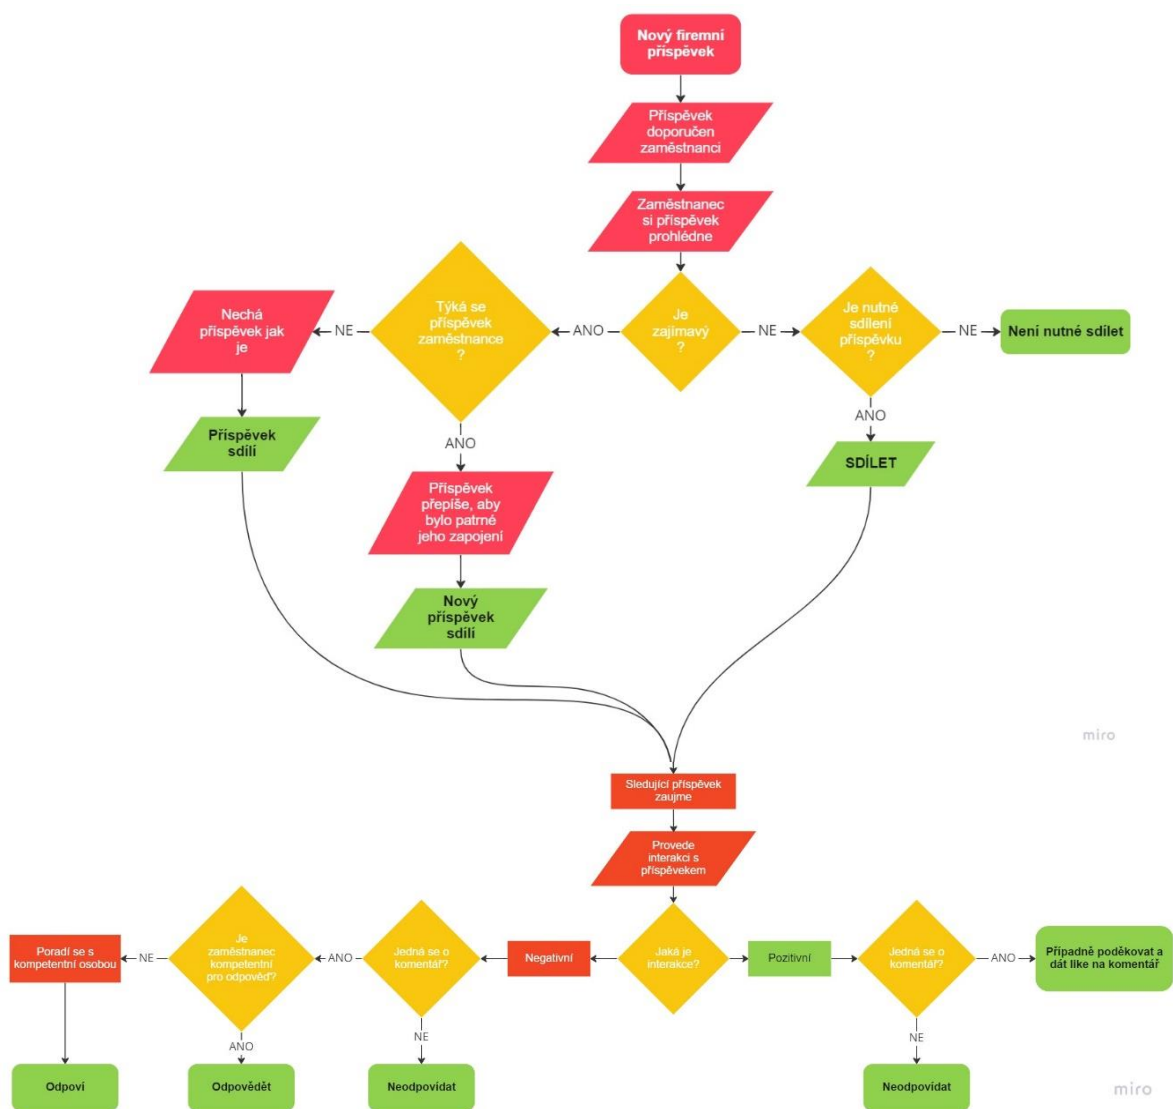 Nový firemní
příspěvek
Příspěvek
doporučen
zaměstnanci
Zaměstnanec
si příspěvek
prohlédne
Nechá
příspěvek jak
je
NE
Týká se
příspěvek
zaměstnance
?
ANO
Je
zajímavý
?
NE
Je nutné
sdílení
příspěvku
?
NE
Není nutné sdílet
Příspěvek
sdílí
ANO
ANO
SDÍLET
Příspěvek
přepíše, aby
bylo patrné
jeho zapojení
Nový
příspěvek
sdílí
miro
Sledující příspěvek
zaujme
Provede
interakci s
příspěvekem
Poradí se s
kompetentní osobou
NE
Je
zaměstnanec
kompetentní
pro odpověď?
ANO
Jedná se o
komentář?
Negativní
Jaká je
interakce?
Pozitivní
Jedná se o
komentář?
ANO
Případně poděkovat a
dát like na komentář
ANO
NE
NE
Odpoví
Odpovědět
Neodpovídat
Neodpovídat
miro